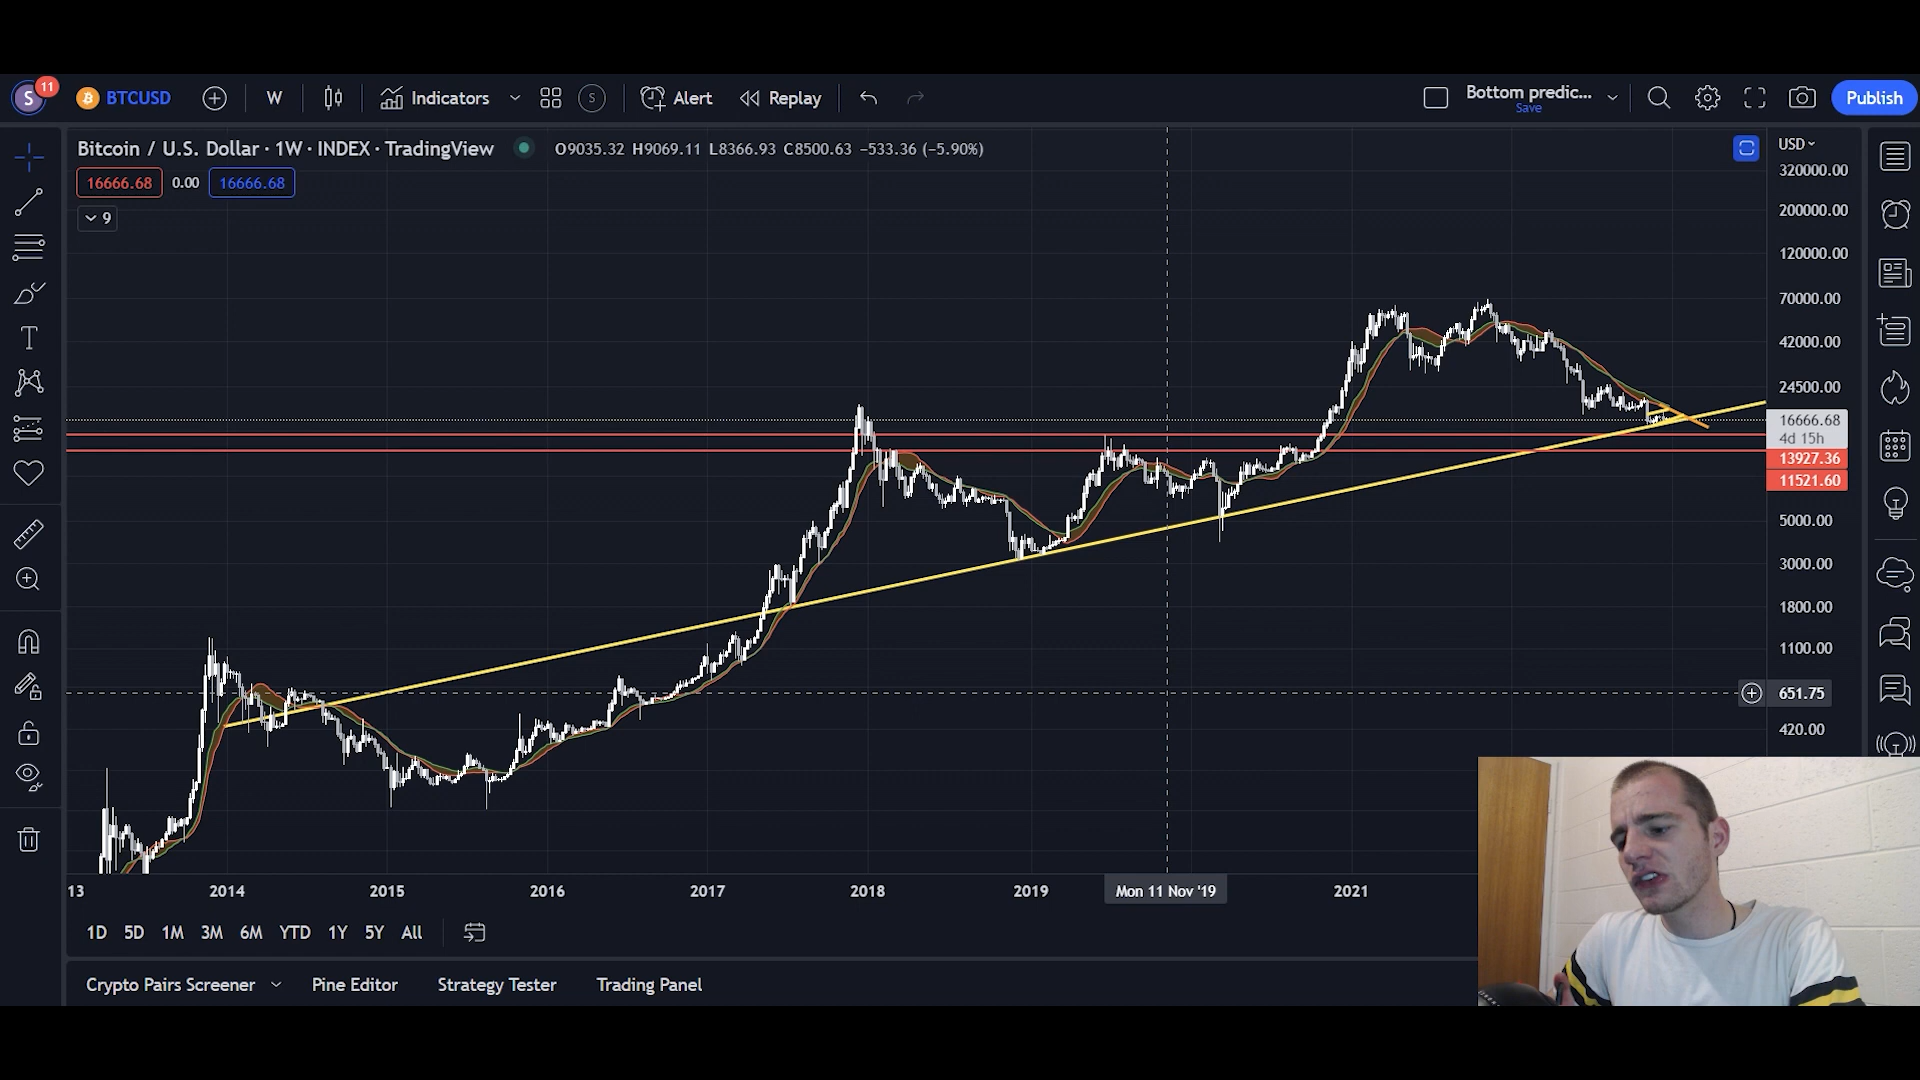 S 11 BTCUSD W Indicators S Alert Replay Bottom predic... Save Publish
Bitcoin / U.S. Dollar · 1W · INDEX · TradingView O9035.32 H9069.11 L8366.93 C8500.63 −533.36 (−5.90%)
16666.68 0.00 16666.68
9
USD
320000.00
200000.00
120000.00
70000.00
42000.00
24500.00
16666.68
4d 15h
13927.36
11521.60
5000.00
3000.00
1800.00
1100.00
651.75
420.00
13 2014 2015 2016 2017 2018 2019 Mon 11 Nov '19 2021
1D 5D 1M 3M 6M YTD 1Y 5Y All
Crypto Pairs Screener Pine Editor Strategy Tester Trading Panel